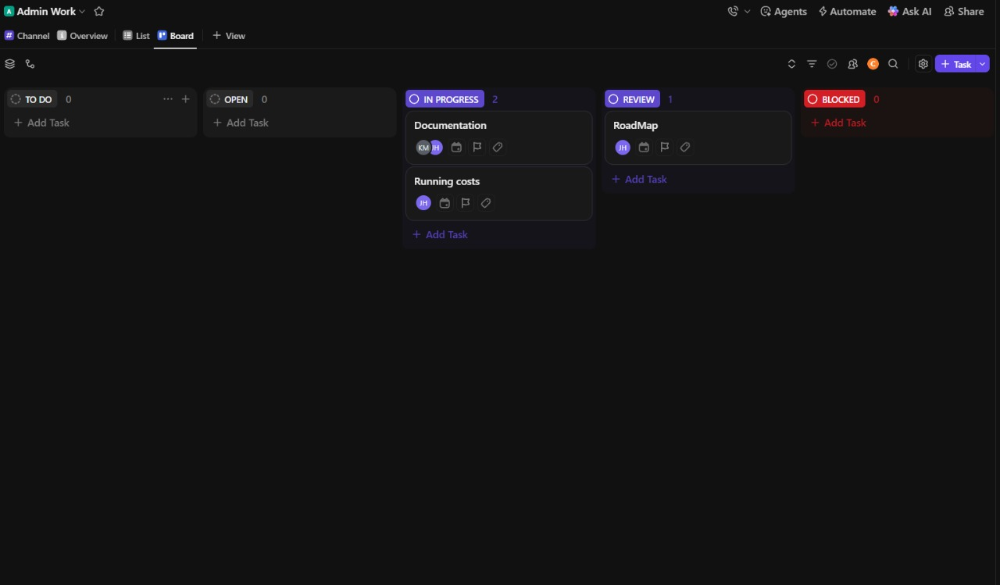 A Admin Work
Agents Automate Ask AI Share
# Channel Overview List Board + View
C + Task
TO DO 0
+ Add Task
OPEN 0
+ Add Task
IN PROGRESS 2
Documentation
KM JH
Running costs
JH
+ Add Task
REVIEW 1
RoadMap
JH
+ Add Task
BLOCKED 0
+ Add Task